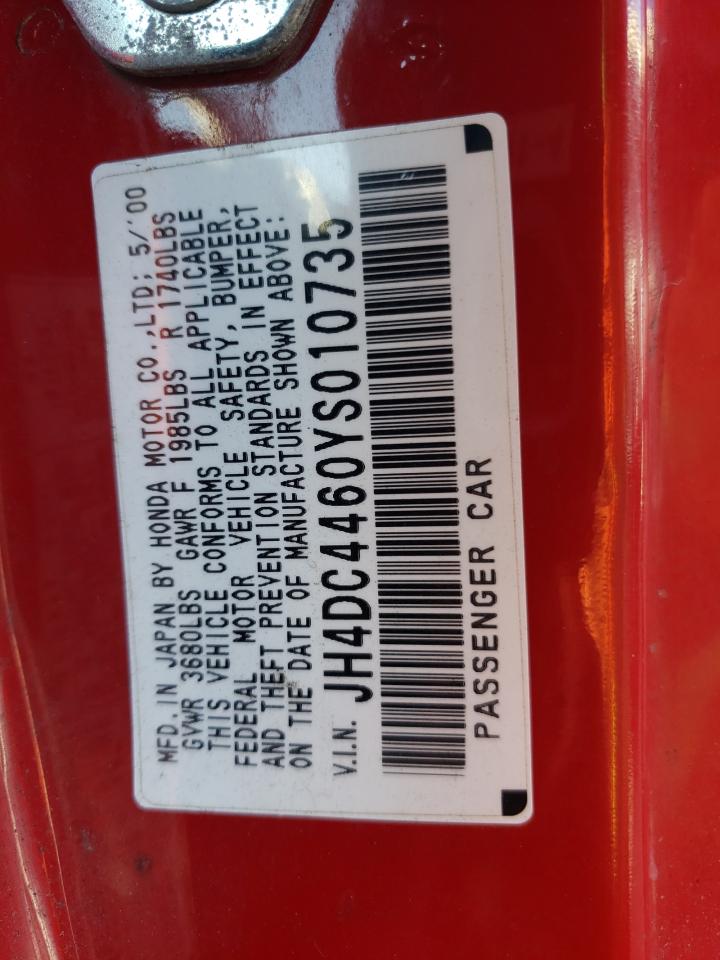 MFD. IN JAPAN BY HONDA MOTOR CO.,LTD; 5/'00
GVWR 3680LBS GAWR F 1985LBS R 1740LBS
THIS VEHICLE CONFORMS TO ALL APPLICABLE
FEDERAL MOTOR VEHICLE SAFETY, BUMPER,
AND THEFT PREVENTION STANDARDS IN EFFECT
ON THE DATE OF MANUFACTURE SHOWN ABOVE:
V.I.N. JH4DC4460YS010735
PASSENGER CAR